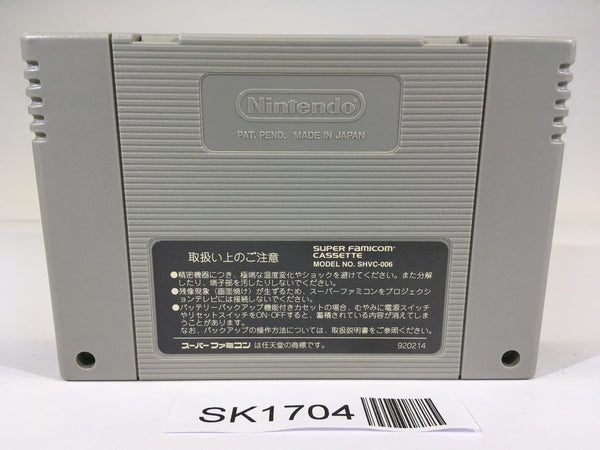 Nintendo
PAT. PEND. MADE IN JAPAN
取扱い上のご注意
SUPER FAMICOM
CASSETTE
MODEL NO. SHVC-006
●精密機器につき、極端な温度変化やショックを避けてください。また分解
したり、端子部を汚したりしないでください。
●残像現象（画面焼け）が生ずるため、スーパーファミコンをプロジェクシ
ョンテレビには接続しないでください。
●バッテリーバックアップ機能付きカセットの場合、むやみに電源スイッチ
やリセットスイッチをON・OFFすると、蓄積されている内容が消えてしま
うことがあります。
なお、バックアップの操作方法については、取扱説明書をご参照ください。
スーパーファミコン は任天堂の商標です。 920214
SK1704